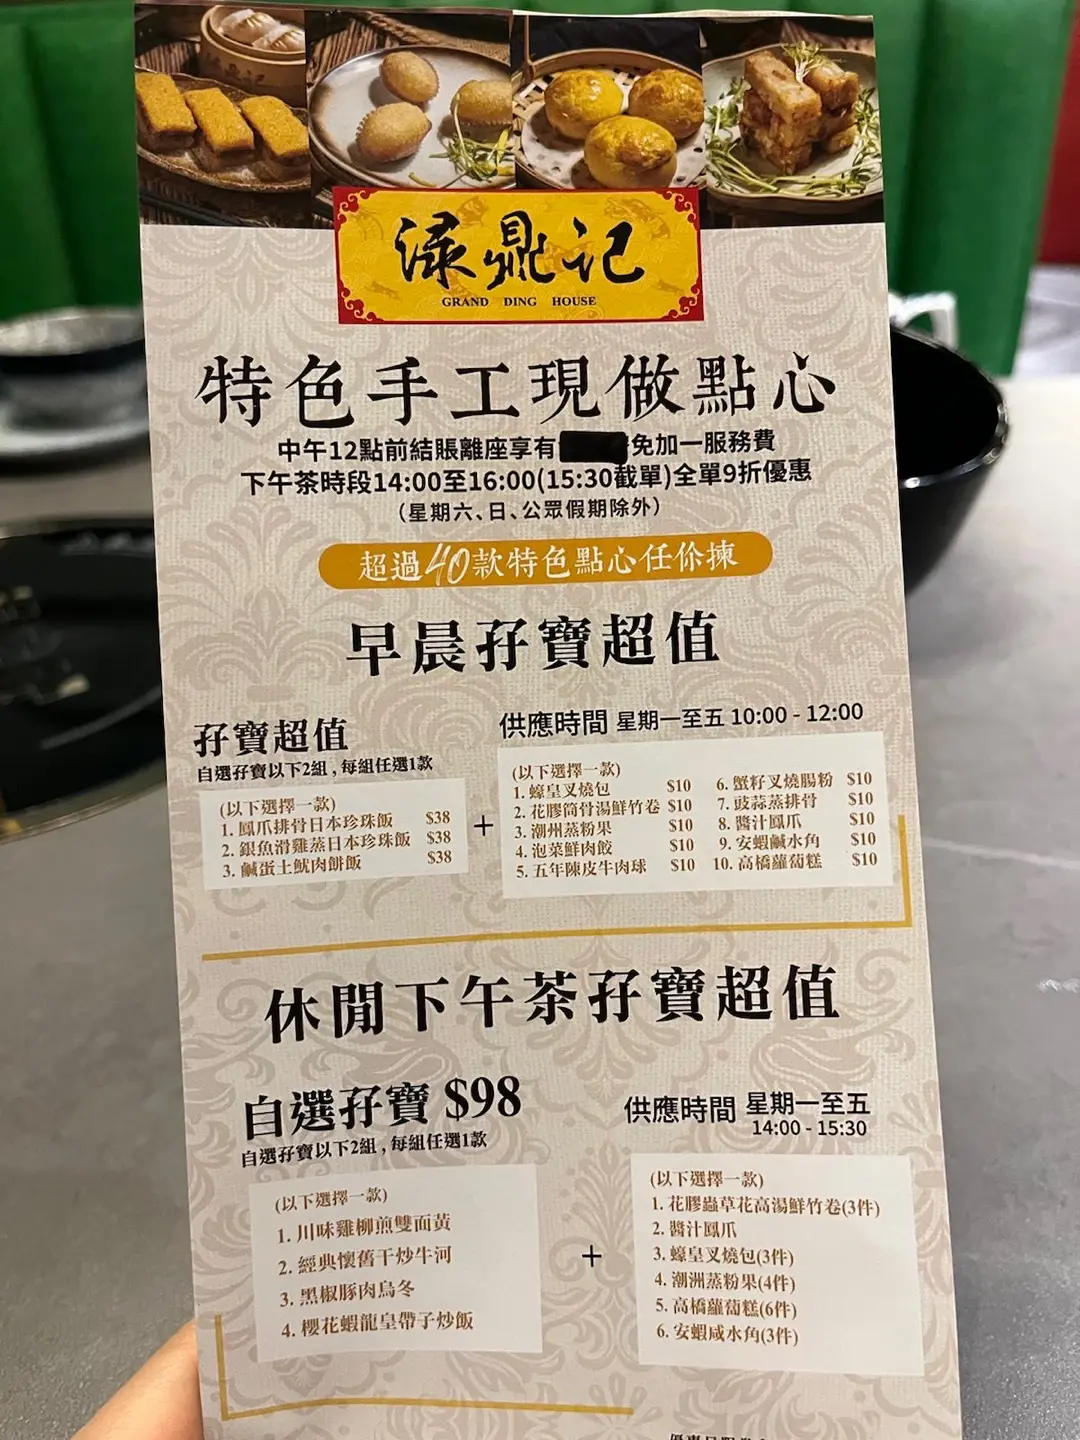 淥鼎记
GRAND DING HOUSE
特色手工現做點心
中午12點前結賬離座享有 免加一服務費
下午茶時段14:00至16:00(15:30截單)全單9折優惠
(星期六、日、公眾假期除外)
超過40款特色點心任你揀
早晨孖寶超值
孖寶超值
自選孖寶以下2組,每組任選1款
供應時間 星期一至五 10:00 - 12:00
(以下選擇一款)
1. 鳳爪排骨日本珍珠飯 $38
2. 銀魚滑雞蒸日本珍珠飯 $38
3. 鹹蛋土魷肉餅飯 $38
+
(以下選擇一款)
1. 蠔皇叉燒包 $10
2. 花膠筒骨湯鮮竹卷 $10
3. 潮州蒸粉果 $10
4. 泡菜鮮肉餃 $10
5. 五年陳皮牛肉球 $10
6. 蟹籽叉燒腸粉 $10
7. 豉蒜蒸排骨 $10
8. 醬汁鳳爪 $10
9. 安蝦鹹水角 $10
10. 高橋蘿蔔糕 $10
休閒下午茶孖寶超值
自選孖寶 $98
自選孖寶以下2組,每組任選1款
供應時間 星期一至五
14:00 - 15:30
(以下選擇一款)
1. 川味雞柳煎雙面黃
2. 經典懷舊干炒牛河
3. 黑椒豚肉烏冬
4. 櫻花蝦龍皇帶子炒飯
+
(以下選擇一款)
1. 花膠蟲草花高湯鮮竹卷(3件)
2. 醬汁鳳爪
3. 蠔皇叉燒包(3件)
4. 潮洲蒸粉果(4件)
5. 高橋蘿蔔糕(6件)
6. 安蝦咸水角(3件)